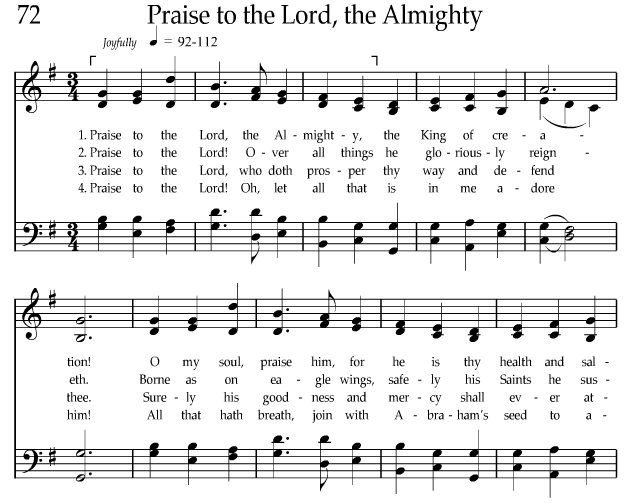 72 Praise to the Lord, the Almighty
Joyfully ♩ = 92-112
1. Praise to the Lord, the Al - might - y, the King of cre - a -
2. Praise to the Lord! O - ver all things he glo - rious - ly reign -
3. Praise to the Lord, who doth pros - per thy way and de - fend
4. Praise to the Lord! Oh, let all that is in me a - dore
tion! O my soul, praise him, for he is thy health and sal -
eth. Borne as on ea - gle wings, safe - ly his Saints he sus -
thee. Sure - ly his good - ness and mer - cy shall ev - er at -
him! All that hath breath, join with A - bra - ham's seed to a -